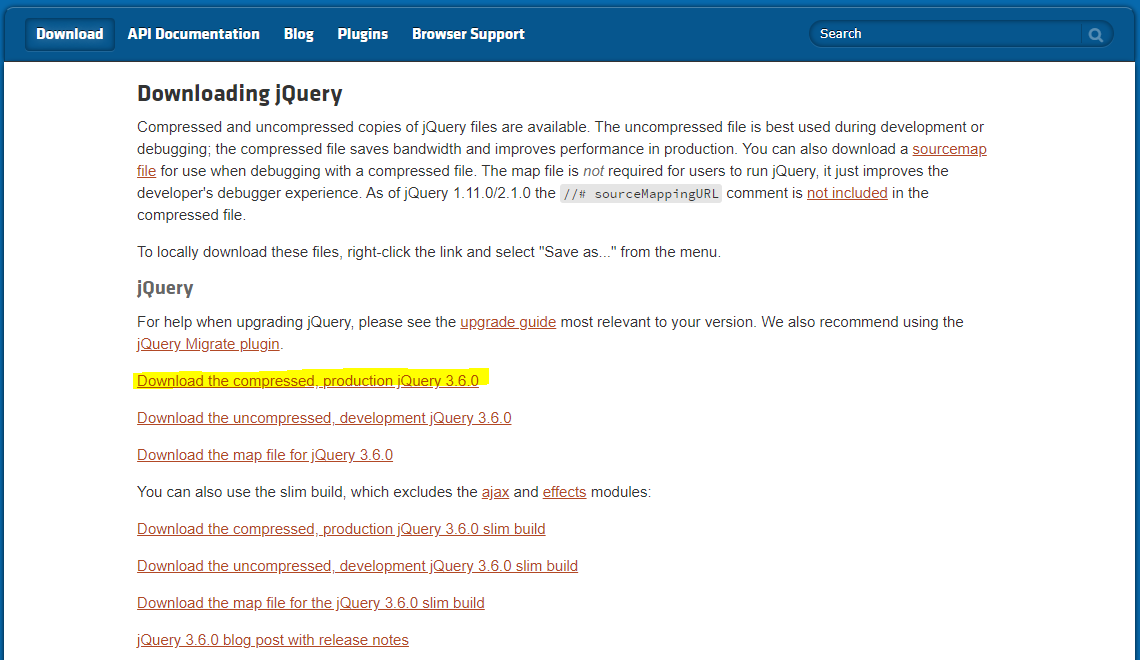 Download API Documentation Blog Plugins Browser Support Search
Downloading jQuery
Compressed and uncompressed copies of jQuery files are available. The uncompressed file is best used during development or
debugging; the compressed file saves bandwidth and improves performance in production. You can also download a sourcemap
file for use when debugging with a compressed file. The map file is not required for users to run jQuery, it just improves the
developer's debugger experience. As of jQuery 1.11.0/2.1.0 the //# sourceMappingURL comment is not included in the
compressed file.
To locally download these files, right-click the link and select "Save as..." from the menu.
jQuery
For help when upgrading jQuery, please see the upgrade guide most relevant to your version. We also recommend using the
jQuery Migrate plugin.
Download the compressed, production jQuery 3.6.0
Download the uncompressed, development jQuery 3.6.0
Download the map file for jQuery 3.6.0
You can also use the slim build, which excludes the ajax and effects modules:
Download the compressed, production jQuery 3.6.0 slim build
Download the uncompressed, development jQuery 3.6.0 slim build
Download the map file for the jQuery 3.6.0 slim build
jQuery 3.6.0 blog post with release notes